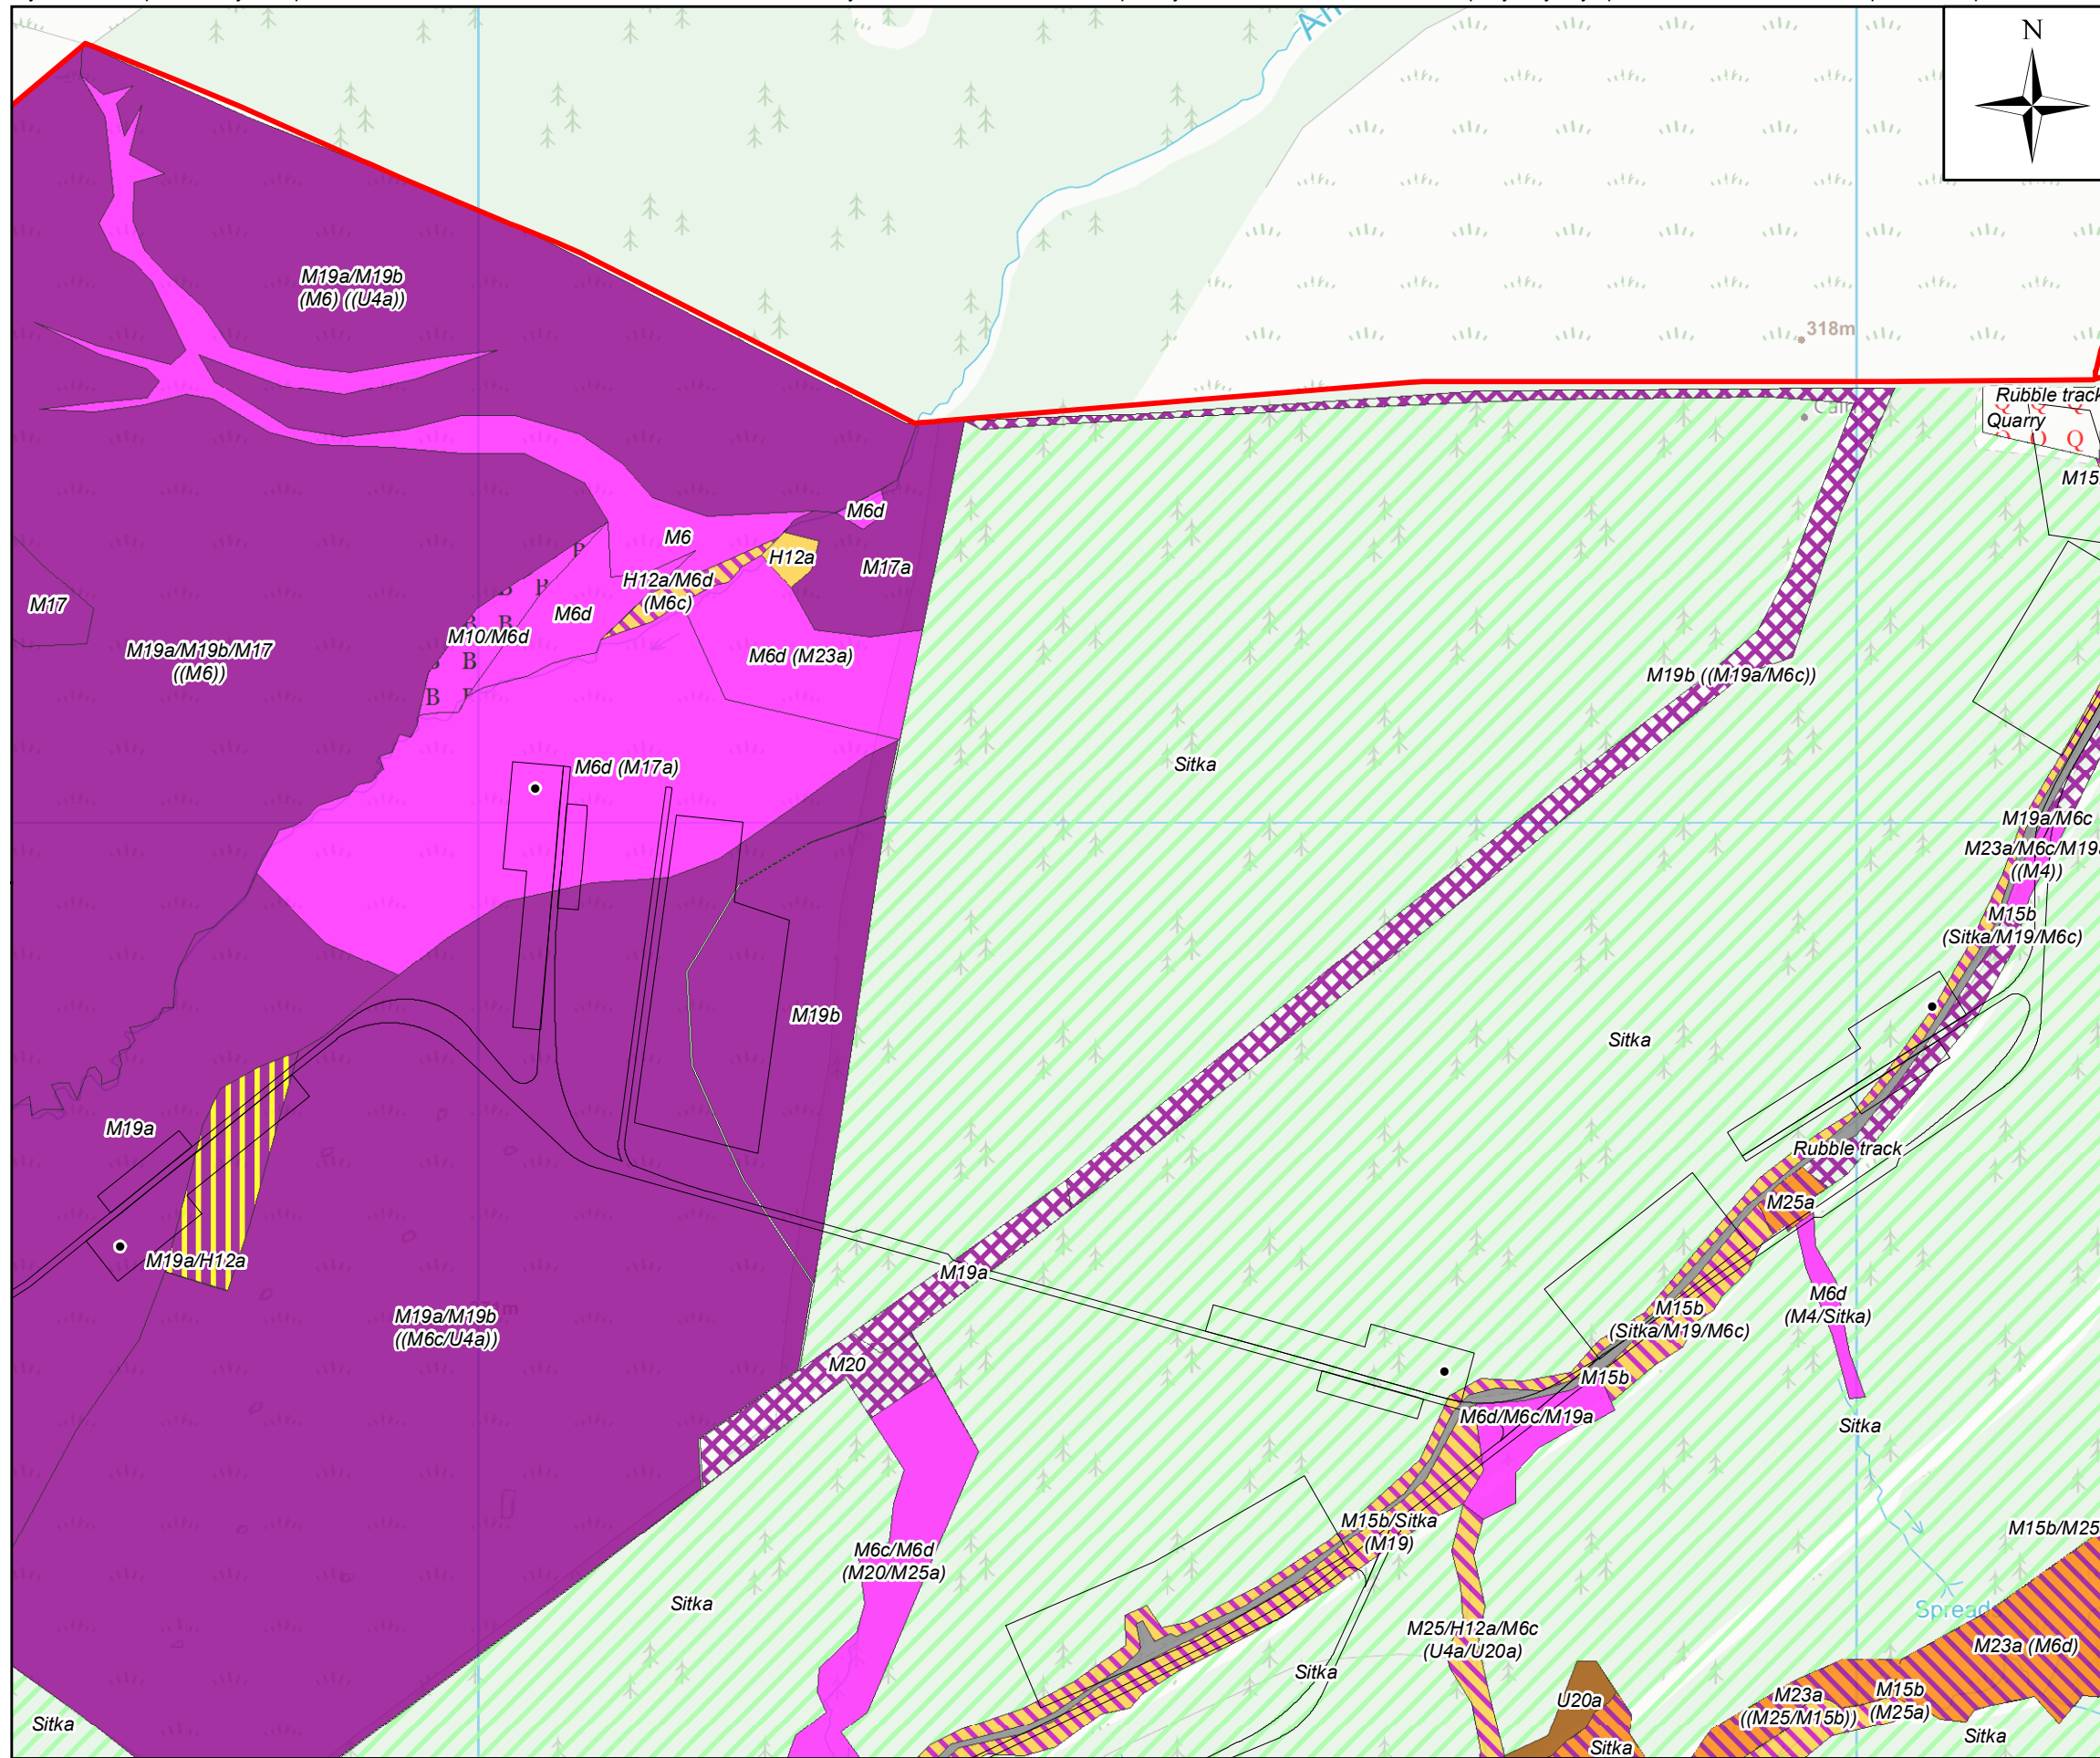 An
N
318m
M19a/M19b
(M6) ((U4a))
Rubble track
Cairn
Quarry
Q Q Q
Q Q Q
M15
M6d
M6
H12a
M17a
H12a/M6d
(M6c)
M17
M6d
M10/M6d
B B
B B
B
B
M19a/M19b/M17
((M6))
M6d (M23a)
M19b ((M19a/M6c))
Sitka
M6d (M17a)
M19a/M6c
M23a/M6c/M19a
((M4))
M15b
(Sitka/M19/M6c)
M19b
Sitka
M19a
Rubble track
M25a
M19a/H12a
M19a
M6d
(M4/Sitka)
M19a/M19b
((M6c/U4a))
M15b
(Sitka/M19/M6c)
M20
M15b
M6d/M6c/M19a
Sitka
M15b/Sitka
(M19)
M15b/M25
M6c/M6d
(M20/M25a)
Sitka
Spread
M25/H12a/M6c
(U4a/U20a)
M23a (M6d)
Sitka
U20a
M23a
((M25/M15b))
M15b
(M25a)
Sitka
Sitka
Sitka